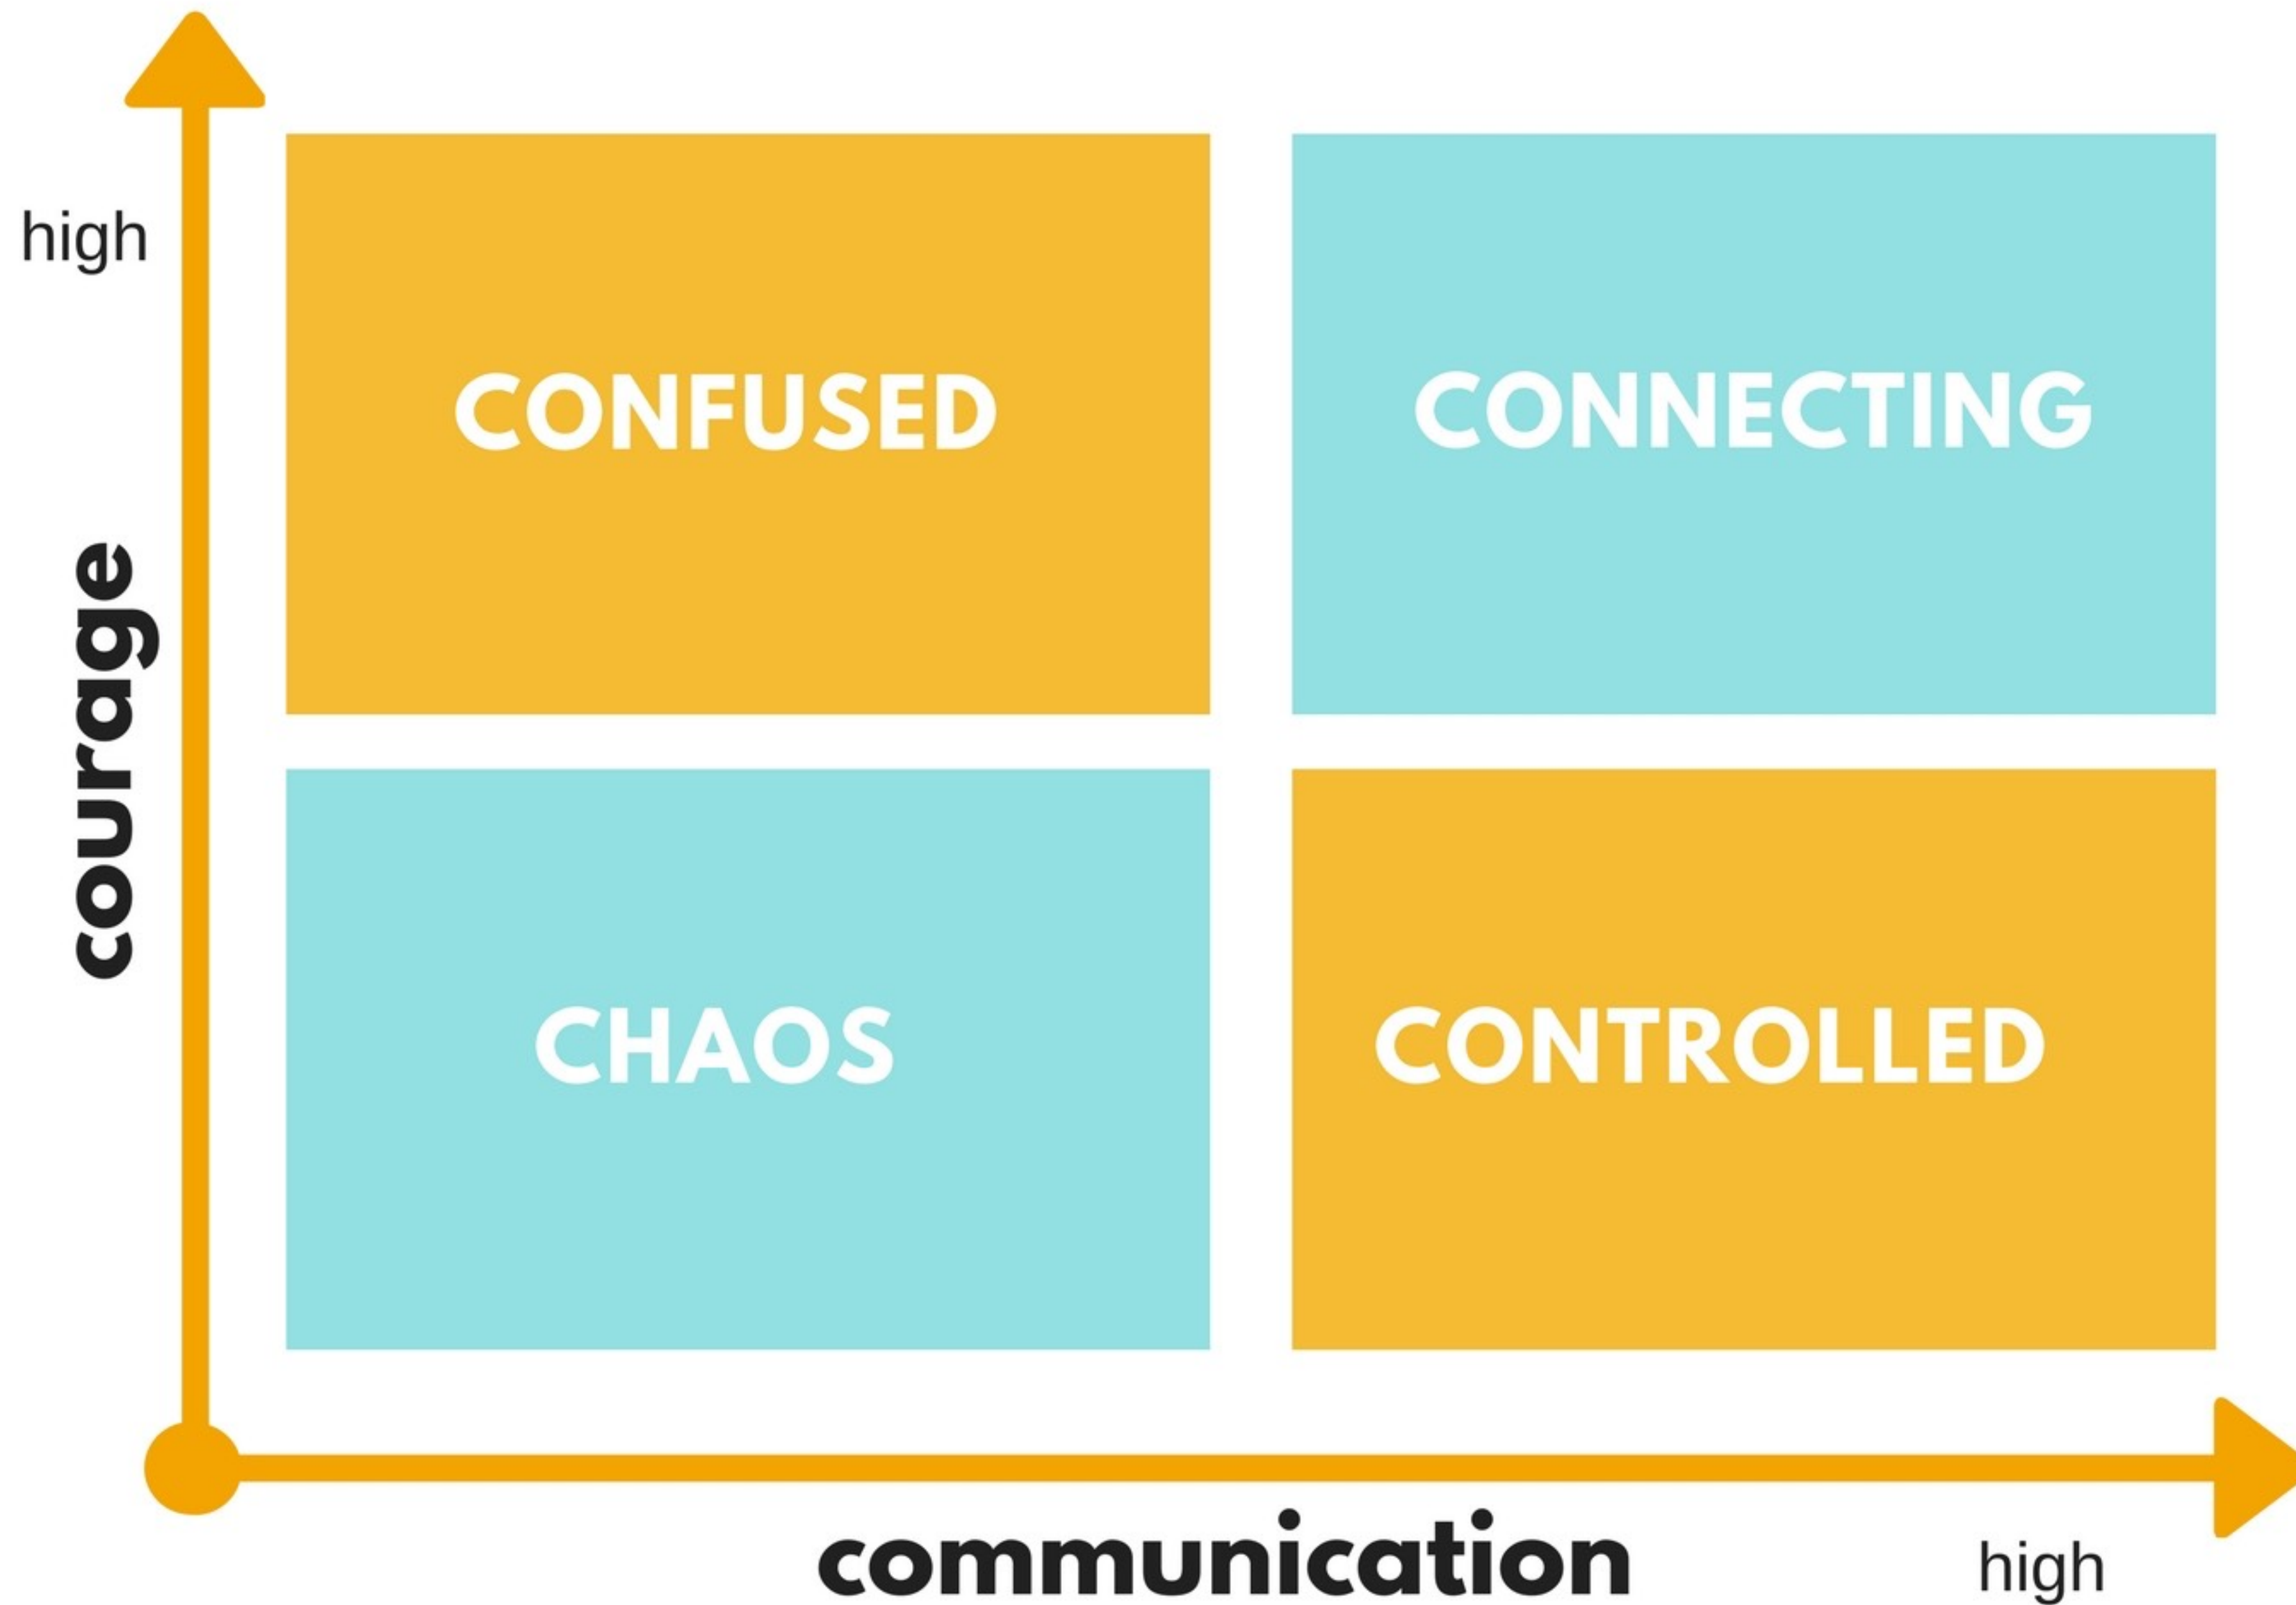 high
CONFUSED
CONNECTING
courage
CHAOS
CONTROLLED
communication
high